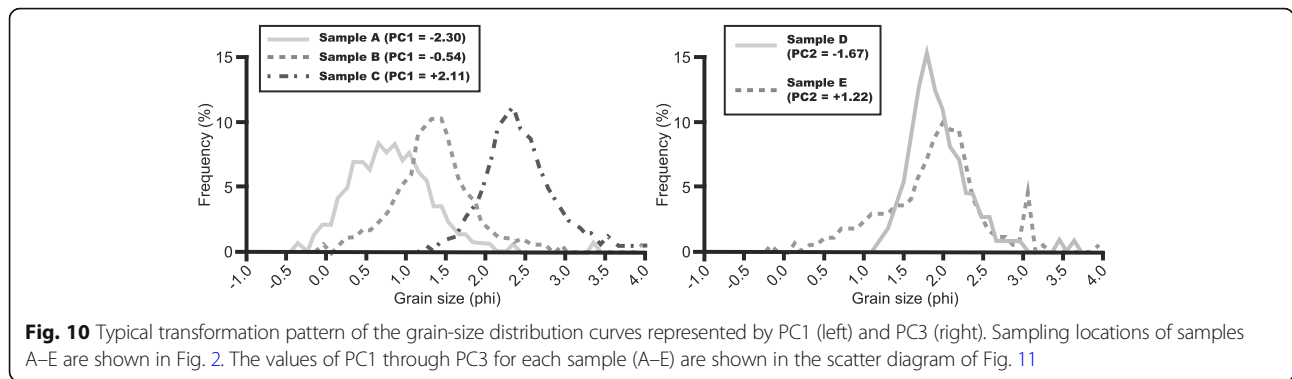 Sample A (PC1 = -2.30)
Sample B (PC1 = -0.54)
Sample C (PC1 = +2.11)
15
10
5
0
Frequency (%)
-1.0 -0.5 0.0 0.5 1.0 1.5 2.0 2.5 3.0 3.5 4.0
Grain size (phi)
Sample D
(PC2 = -1.67)
Sample E
(PC2 = +1.22)
15
10
5
0
Frequency (%)
-1.0 -0.5 0.0 0.5 1.0 1.5 2.0 2.5 3.0 3.5 4.0
Grain size (phi)
Fig. 10 Typical transformation pattern of the grain-size distribution curves represented by PC1 (left) and PC3 (right). Sampling locations of samples
A–E are shown in Fig. 2. The values of PC1 through PC3 for each sample (A–E) are shown in the scatter diagram of Fig. 11